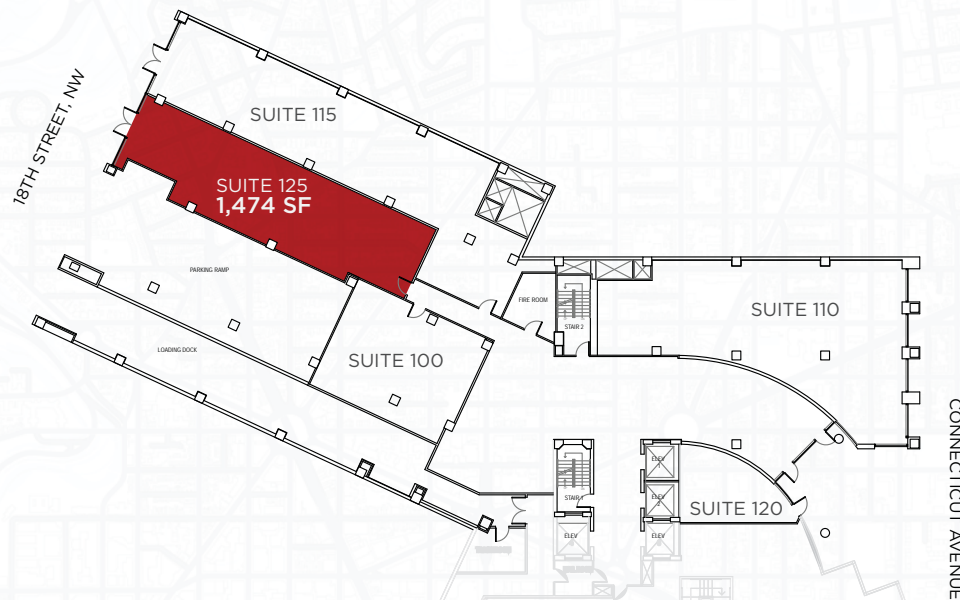 18TH STREET, NW
SUITE 115
SUITE 125
1,474 SF
PARKING RAMP
LOADING DOCK
SUITE 100
FIRE ROOM
STAIR 2
SUITE 110
CONNECTICUT AVENUE
STAIR 1
ELEV
ELEV
ELEV
SUITE 120
ELEV
ELEV